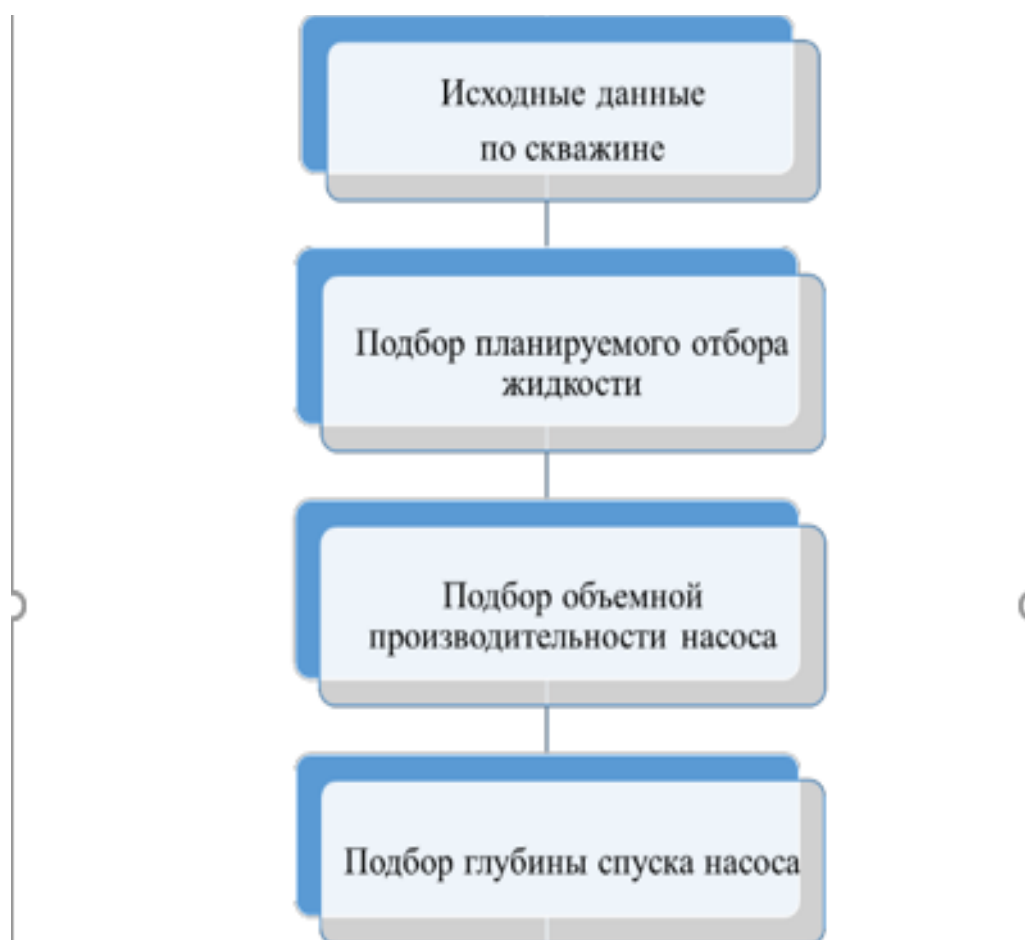 Исходные данные
по скважине
Подбор планируемого отбора
жидкости
Подбор объемной
производительности насоса
Подбор глубины спуска насоса